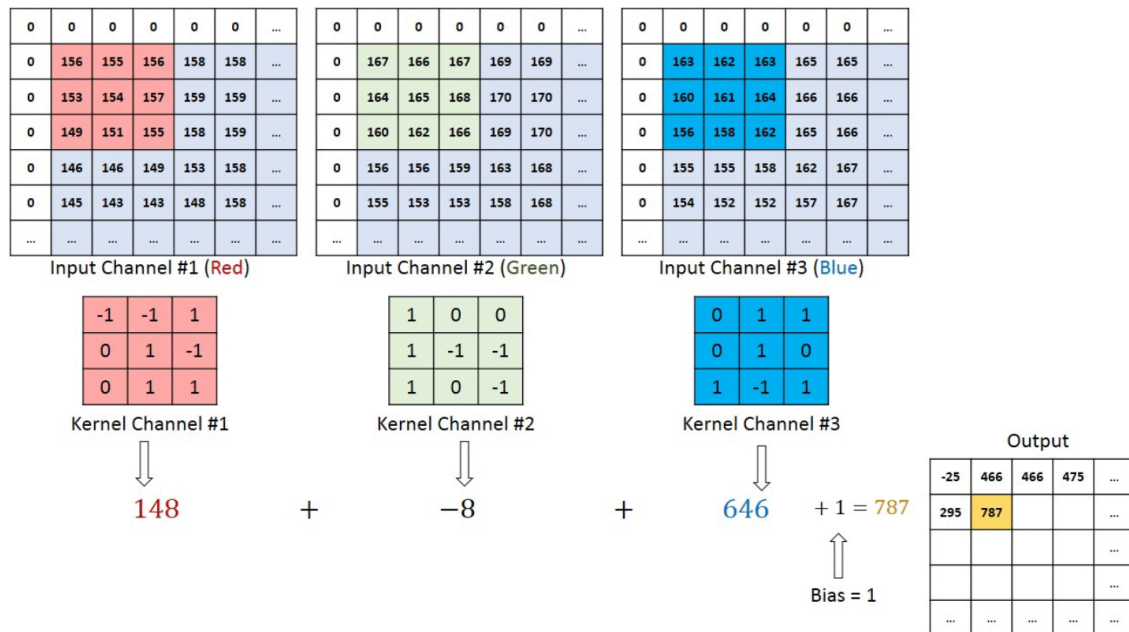 0 0 0 0 0 0 ...
0 156 155 156 158 158 ...
0 153 154 157 159 159 ...
0 149 151 155 158 159 ...
0 146 146 149 153 158 ...
0 145 143 143 148 158 ...
... ... ... ... ... ... ...
Input Channel #1 (Red)
0 0 0 0 0 0 ...
0 167 166 167 169 169 ...
0 164 165 168 170 170 ...
0 160 162 166 169 170 ...
0 156 156 159 163 168 ...
0 155 153 153 158 168 ...
... ... ... ... ... ... ...
Input Channel #2 (Green)
0 0 0 0 0 0 ...
0 163 162 163 165 165 ...
0 160 161 164 166 166 ...
0 156 158 162 165 166 ...
0 155 155 158 162 167 ...
0 154 152 152 157 167 ...
... ... ... ... ... ... ...
Input Channel #3 (Blue)
-1 -1 1
0 1 -1
0 1 1
Kernel Channel #1
1 0 0
1 -1 -1
1 0 -1
Kernel Channel #2
0 1 1
0 1 0
1 -1 1
Kernel Channel #3
148 + −8 + 646 + 1 = 787
Bias = 1
Output
-25 466 466 475 ...
295 787 ...
...
...
... ... ... ... ...